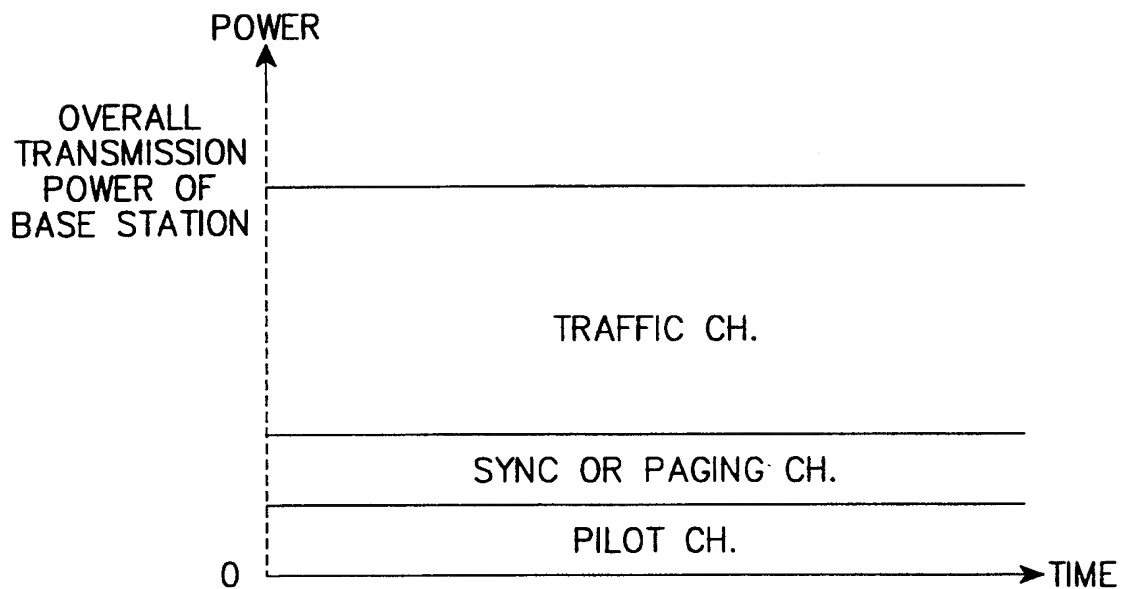 POWER
OVERALL
TRANSMISSION
POWER OF
BASE STATION
TRAFFIC CH.
SYNC OR PAGING CH.
PILOT CH.
0
TIME